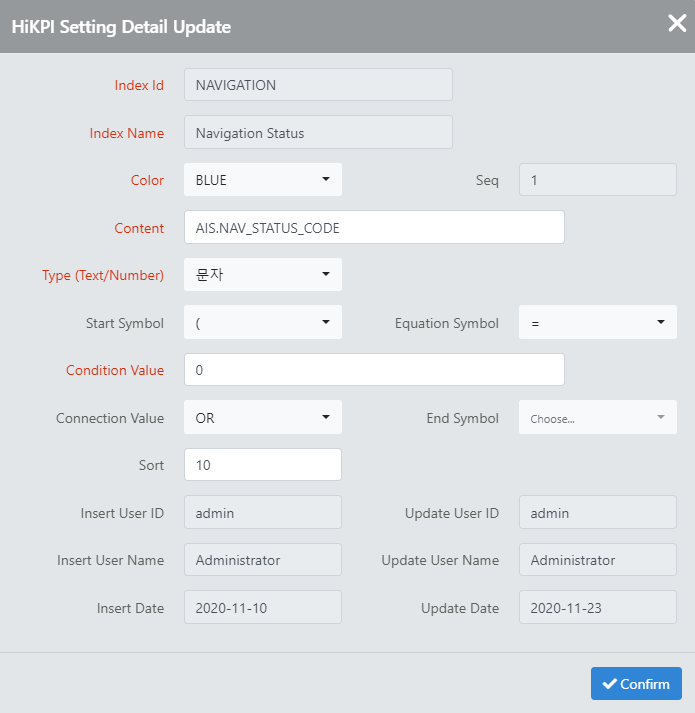 HiKPI Setting Detail Update
Index Id NAVIGATION
Index Name Navigation Status
Color BLUE Seq 1
Content AIS.NAV_STATUS_CODE
Type (Text/Number) 문자
Start Symbol ( Equation Symbol =
Condition Value 0
Connection Value OR End Symbol Choose...
Sort 10
Insert User ID admin Update User ID admin
Insert User Name Administrator Update User Name Administrator
Insert Date 2020-11-10 Update Date 2020-11-23
Confirm